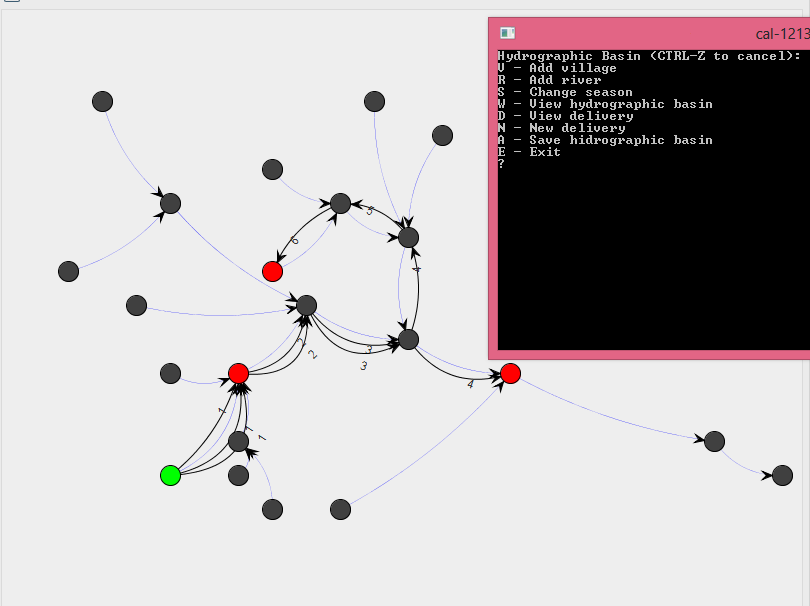 cal-1213
Hydrographic Basin (CTRL-Z to cancel):
V - Add village
R - Add river
S - Change season
W - View hydrographic basin
D - View delivery
N - New delivery
A - Save hidrographic basin
E - Exit
?
5
6
4
2
2
3
3
4
1
1
1